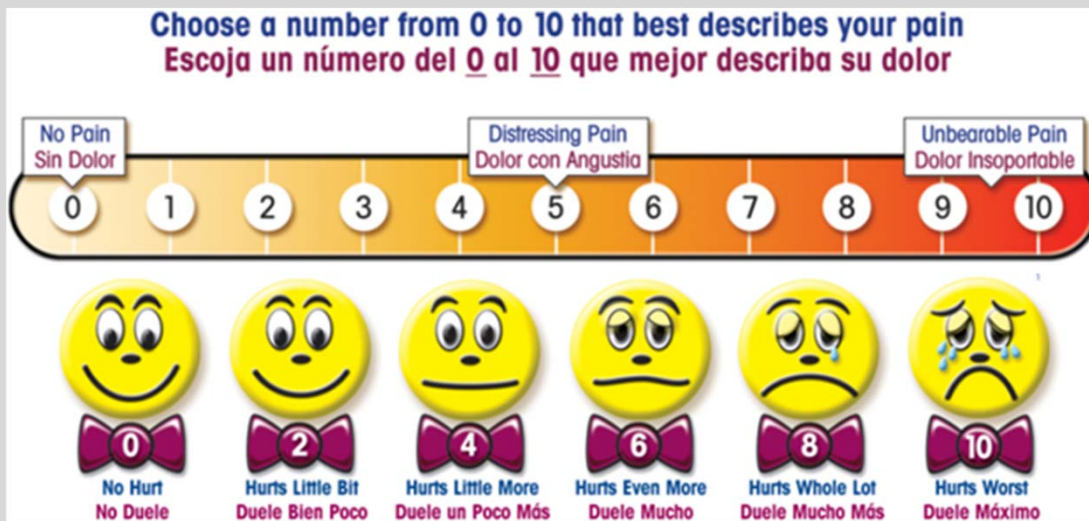 Choose a number from 0 to 10 that best describes your pain
Escoja un número del 0 al 10 que mejor describa su dolor
No Pain
Sin Dolor
Distressing Pain
Dolor con Angustia
Unbearable Pain
Dolor Insoportable
0 1 2 3 4 5 6 7 8 9 10
0 2 4 6 8 10
No Hurt
No Duele
Hurts Little Bit
Duele Bien Poco
Hurts Little More
Duele un Poco Más
Hurts Even More
Duele Mucho
Hurts Whole Lot
Duele Mucho Más
Hurts Worst
Duele Máximo